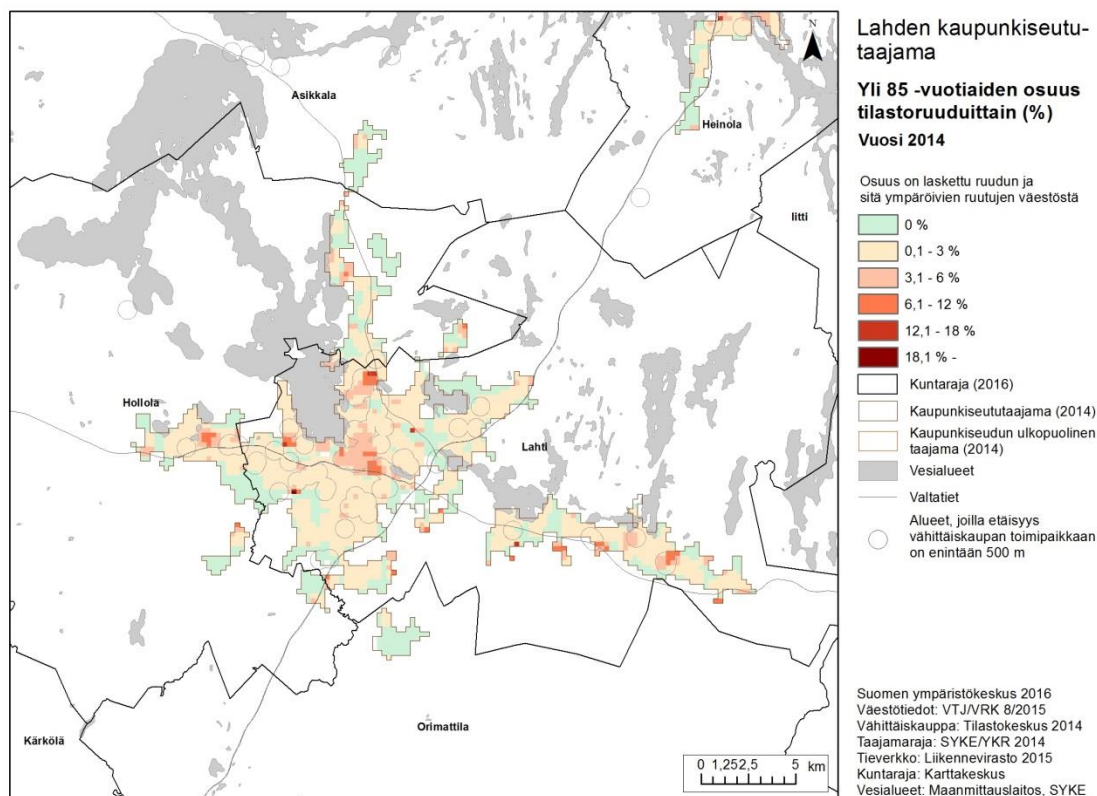 Lahden kaupunkiseutu-
taajama
Yli 85 -vuotiaiden osuus
tilastoruuduittain (%)
Vuosi 2014
Osuus on laskettu ruudun ja
sitä ympäröivien ruutujen väestöstä
0 %
0,1 - 3 %
3,1 - 6 %
6,1 - 12 %
12,1 - 18 %
18,1 % -
Kuntaraja (2016)
Kaupunkiseututaajama (2014)
Kaupunkiseudun ulkopuolinen
taajama (2014)
Vesialueet
Valtatiet
Alueet, joilla etäisyys
vähittäiskaupan toimipaikkaan
on enintään 500 m
N
Asikkala
Heinola
Iitti
Hollola
Lahti
Orimattila
Kärkölä
0 1,252,5 5
km
Suomen ympäristökeskus 2016
Väestötiedot: VTJ/VRK 8/2015
Vähittäiskauppa: Tilastokeskus 2014
Taajamaraja: SYKE/YKR 2014
Tieverkko: Liikennevirasto 2015
Kuntaraja: Karttakeskus
Vesialueet: Maanmittauslaitos, SYKE